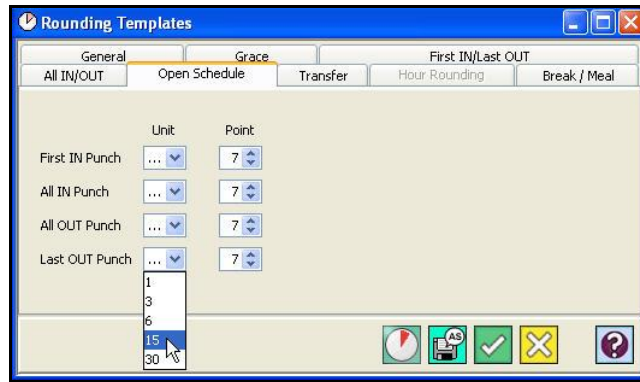 Rounding Templates
General Grace First IN/Last OUT
All IN/OUT Open Schedule Transfer Hour Rounding Break / Meal
Unit Point
First IN Punch ... 7
All IN Punch ... 7
All OUT Punch ... 7
Last OUT Punch ... 7
1
3
6
15
30
AS
?